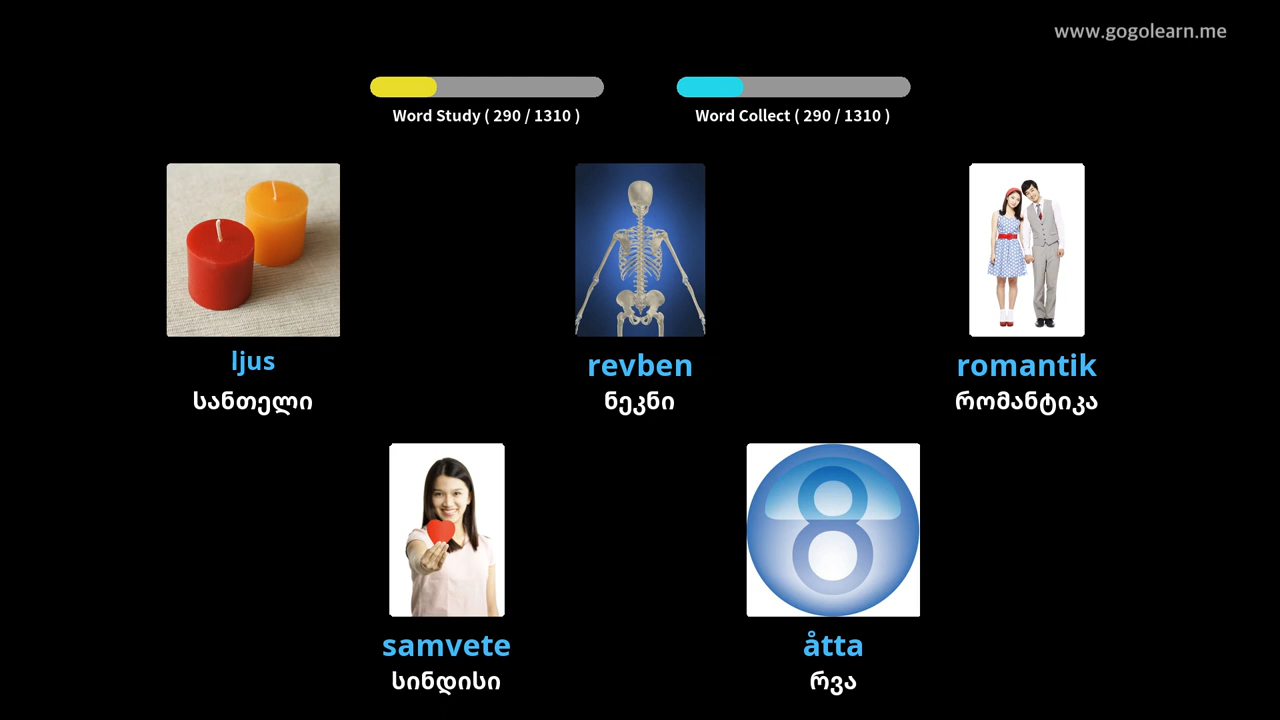 www.gogolearn.me
Word Study ( 290 / 1310 )
Word Collect ( 290 / 1310 )
ljus
სანთელი
revben
ნეკნი
romantik
რომანტიკა
samvete
სინდისი
8
åtta
რვა